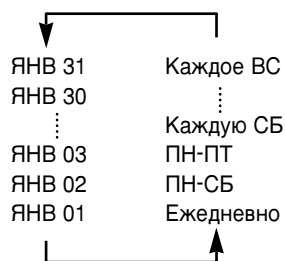 ЯНВ 31 Каждое ВС
ЯНВ 30
Каждую СБ
ЯНВ 03 ПН-ПТ
ЯНВ 02 ПН-СБ
ЯНВ 01 Ежедневно